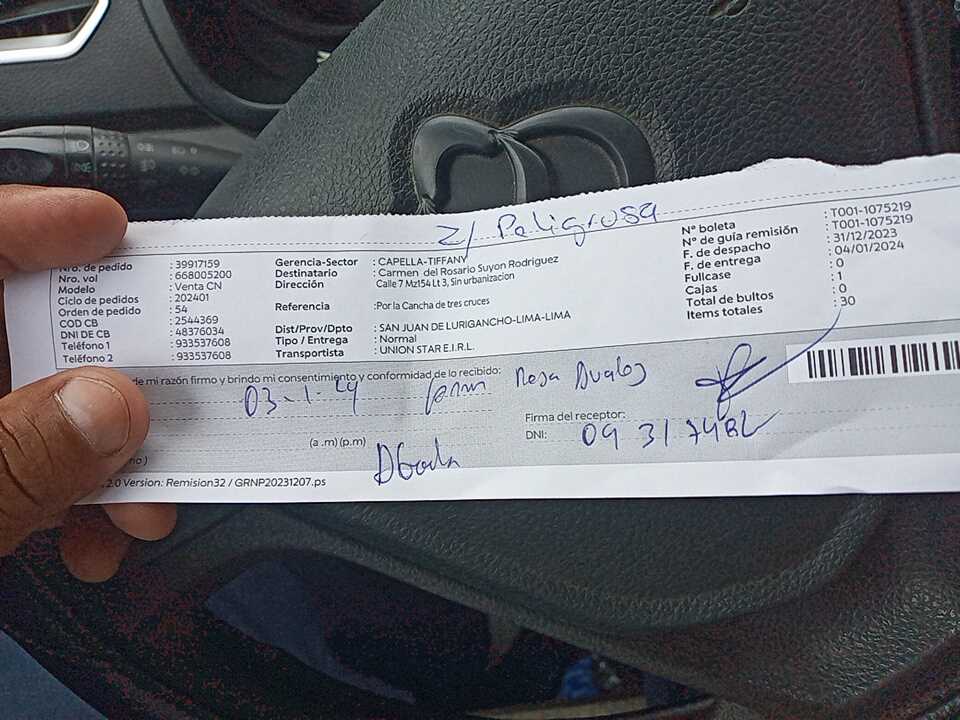 Z/ Peligrosa
Nro. de pedido : 39917159
Nro. vol : 668005200
Modelo : Venta CN
Ciclo de pedidos : 202401
Orden de pedido : 54
COD CB : 2544369
DNI DE CB : 48376034
Teléfono 1 : 933537608
Teléfono 2 : 933537608
Gerencia-Sector : CAPELLA-TIFFANY
Destinatario : Carmen del Rosario Suyon Rodriguez
Dirección : Calle 7 Mz154 Lt 3, Sin urbanizacion
Referencia : Por la Cancha de tres cruces
Dist/Prov/Dpto : SAN JUAN DE LURIGANCHO-LIMA-LIMA
Tipo / Entrega : Normal
Transportista : UNION STAR E.I.R.L.
N° boleta : T001-1075219
N° de guía remisión : T001-1075219
F. de despacho : 31/12/2023
F. de entrega : 04/01/2024
Fullcase : 0
Cajas : 1
Total de bultos : 0
Items totales : 30
de mi razón firmo y brindo mi consentimiento y conformidad de lo recibido:
03-1-24 Rosa
(a .m) (p.m)
Firma del receptor:
DNI: 09317482
2.0 Version: Remision32 / GRNP20231207.ps